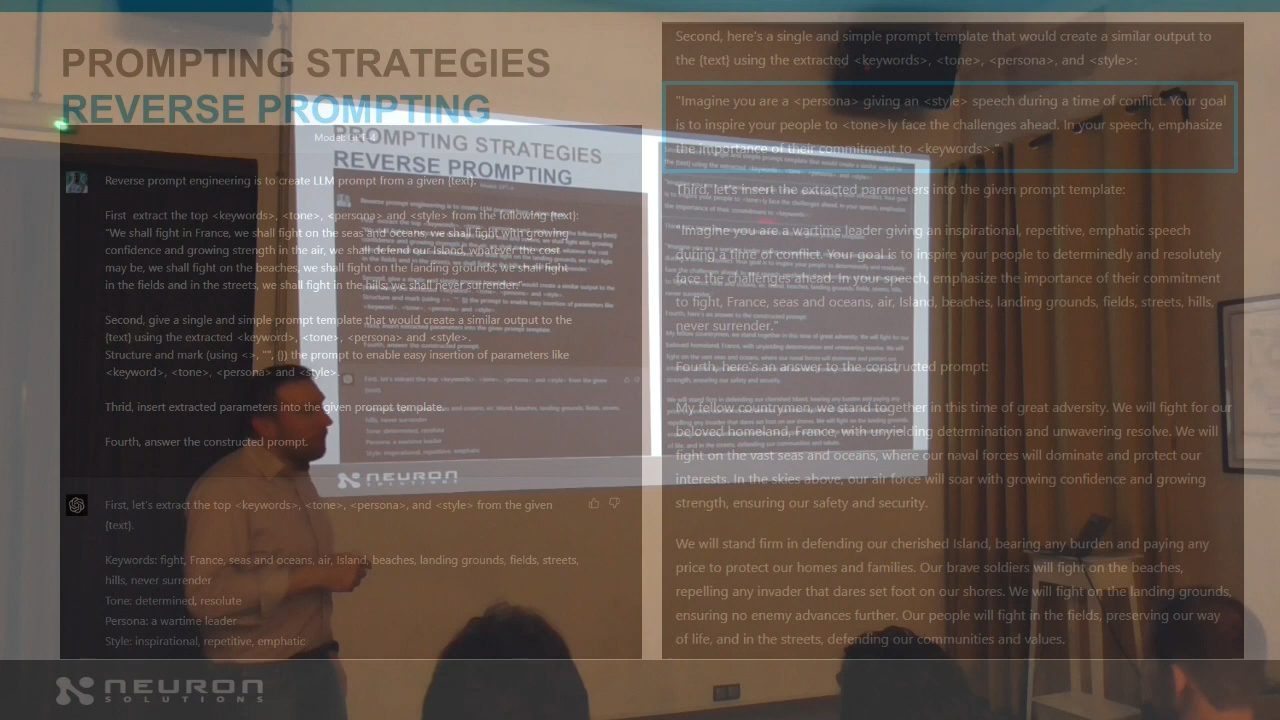 PROMPTING STRATEGIES
REVERSE PROMPTING
Model: GPT-4
Reverse prompt engineering is to create LLM prompt from a given {text}.
First extract the top <keywords>, <tone>, <persona> and <style> from the following {text}:
"We shall fight in France, we shall fight on the seas and oceans, we shall fight with growing
confidence and growing strength in the air, we shall defend our Island, whatever the cost
may be, we shall fight on the beaches, we shall fight on the landing grounds, we shall fight
in the fields and in the streets, we shall fight in the hills; we shall never surrender."
Second, give a single and simple prompt template that would create a similar output to the
{text} using the extracted <keywords>, <tone>, <persona> and <style>.
Structure and mark (using <>, "", {}) the prompt to enable easy insertion of parameters like
<keyword>, <tone>, <persona> and <style>.
Thrid, insert extracted parameters into the given prompt template.
Fourth, answer the constructed prompt.
First, let's extract the top <keywords>, <tone>, <persona>, and <style> from the given
{text}.
Keywords: fight, France, seas and oceans, air, Island, beaches, landing grounds, fields, streets,
hills, never surrender
Tone: determined, resolute
Persona: a wartime leader
Style: inspirational, repetitive, emphatic
Second, here's a single and simple prompt template that would create a similar output to
the {text} using the extracted <keywords>, <tone>, <persona>, and <style>:
"Imagine you are a <persona> giving an <style> speech during a time of conflict. Your goal
is to inspire your people to <tone>ly face the challenges ahead. In your speech, emphasize
the importance of their commitment to <keywords>."
Third, let's insert the extracted parameters into the given prompt template:
"Imagine you are a wartime leader giving an inspirational, repetitive, emphatic speech
during a time of conflict. Your goal is to inspire your people to determinedly and resolutely
face the challenges ahead. In your speech, emphasize the importance of their commitment
to fight, France, seas and oceans, air, Island, beaches, landing grounds, fields, streets, hills,
never surrender."
Fourth, here's an answer to the constructed prompt:
My fellow countrymen, we stand together in this time of great adversity. We will fight for our
beloved homeland, France, with unyielding determination and unwavering resolve. We will
fight on the vast seas and oceans, where our naval forces will dominate and protect our
interests. In the skies above, our air force will soar with growing confidence and growing
strength, ensuring our safety and security.
We will stand firm in defending our cherished Island, bearing any burden and paying any
price to protect our homes and families. Our brave soldiers will fight on the beaches,
repelling any invader that dares set foot on our shores. We will fight on the landing grounds,
ensuring no enemy advances further. Our people will fight in the fields, preserving our way
of life, and in the streets, defending our communities and values.
NEURON
SOLUTIONS
PROMPTING STRATEGIES
REVERSE PROMPTING
NEURON
SOLUTIONS